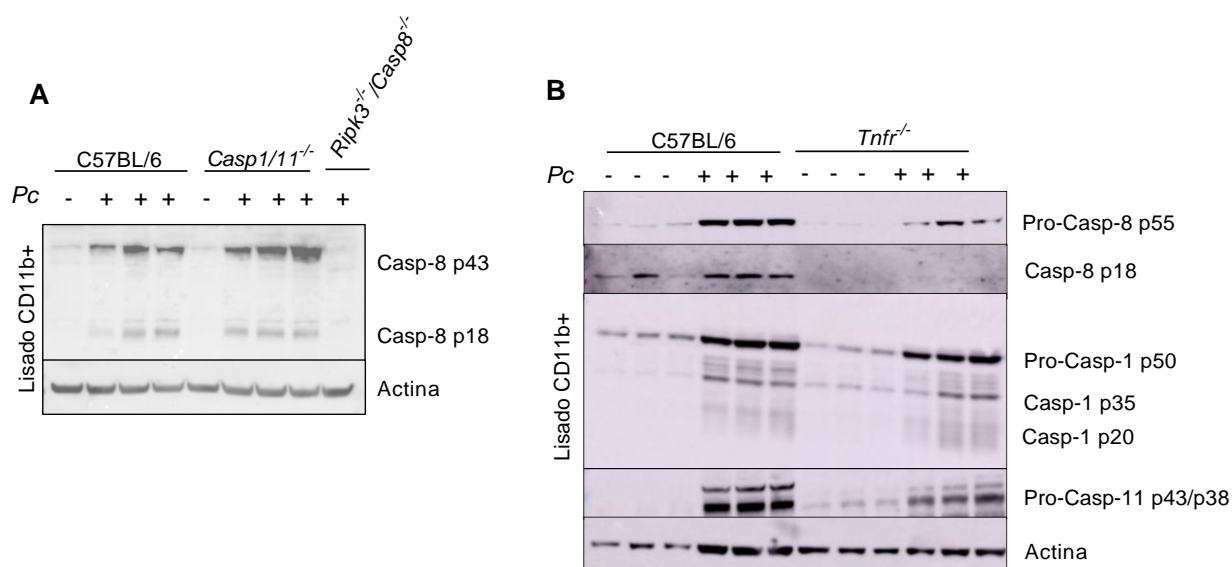 A
C57BL/6 Casp1/11-/- Ripk3-/-/Casp8-/-
Pc - + + + - + + + +
Lisado CD11b+
Casp-8 p43
Casp-8 p18
Actina
B
C57BL/6 Tnfr-/-
Pc - - - + + + - - - + + +
Lisado CD11b+
Pro-Casp-8 p55
Casp-8 p18
Pro-Casp-1 p50
Casp-1 p35
Casp-1 p20
Pro-Casp-11 p43/p38
Actina